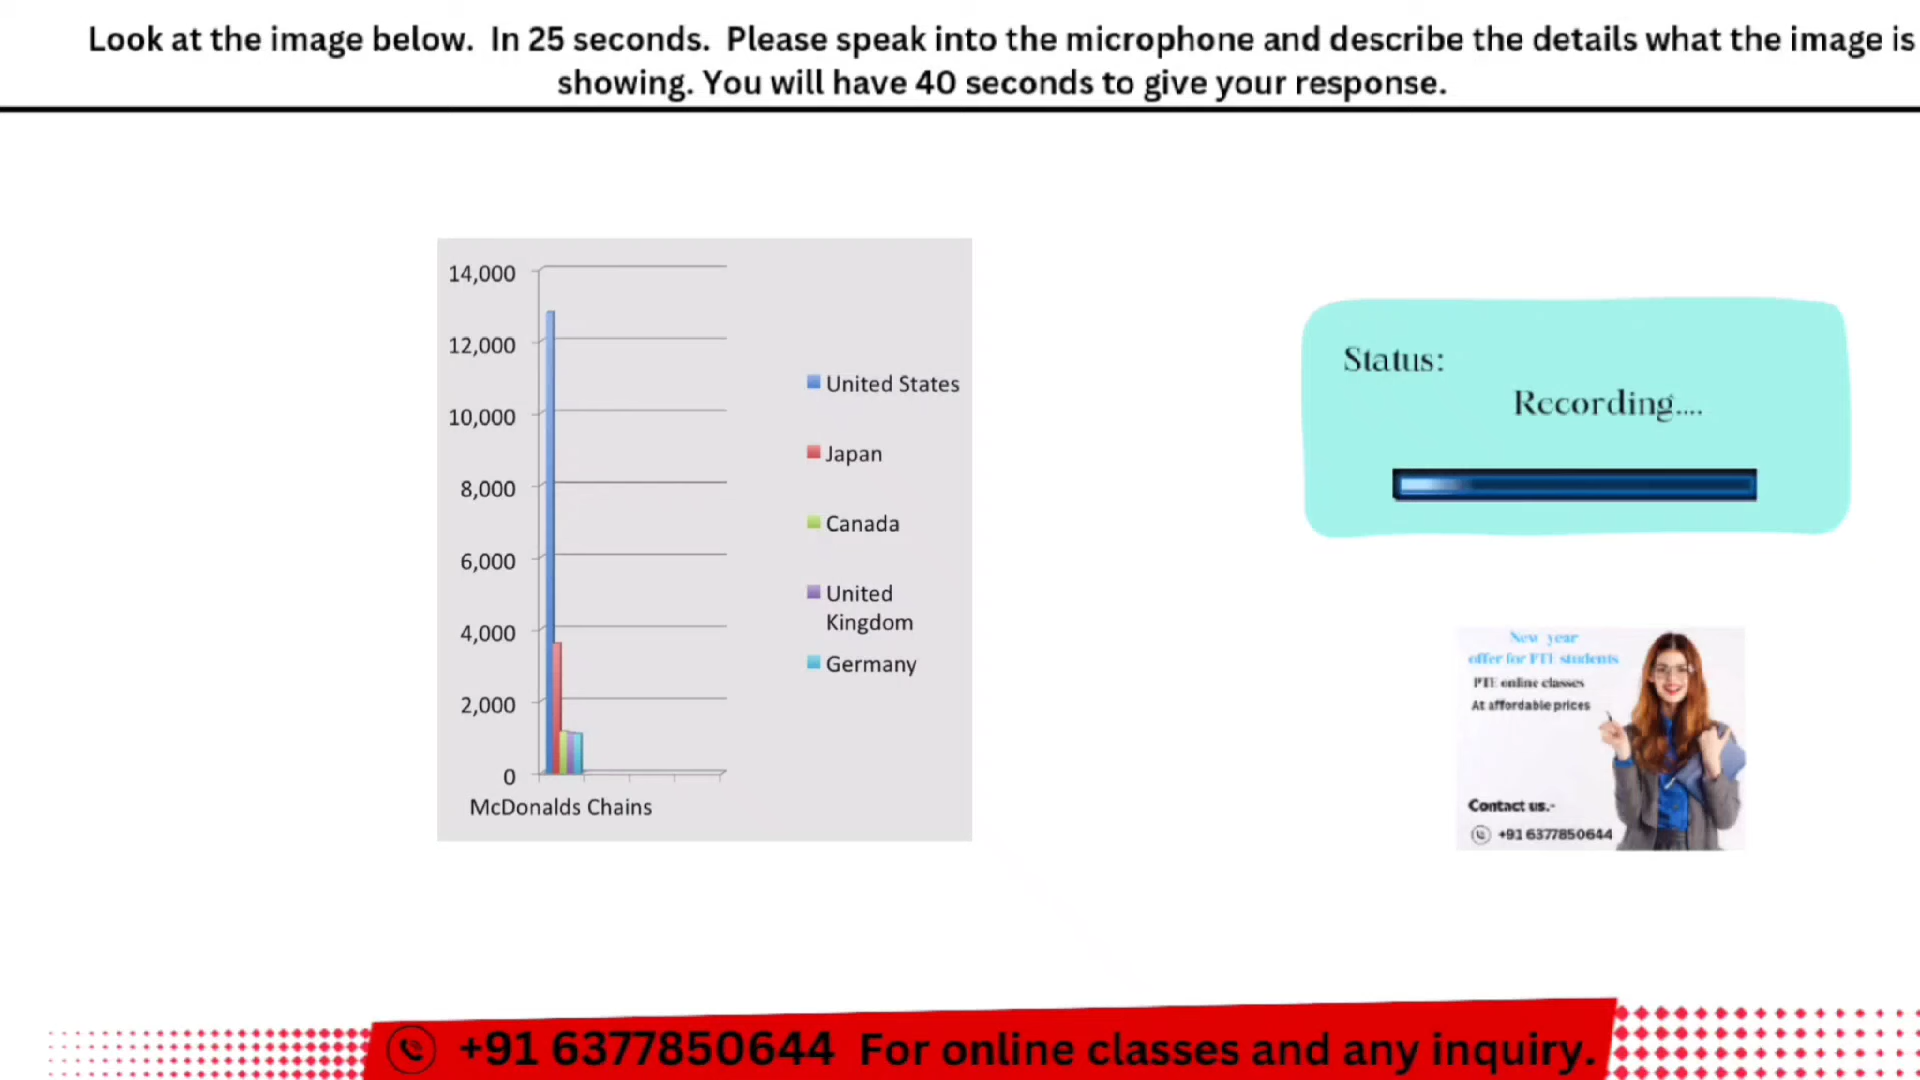 Look at the image below. In 25 seconds. Please speak into the microphone and describe the details what the image is
showing. You will have 40 seconds to give your response.
14,000
12,000
10,000
8,000
6,000
4,000
2,000
0
McDonalds Chains
United States
Japan
Canada
United
Kingdom
Germany
Status:
Recording....
New year
offer for PTE students
PTE online classes
At affordable prices
Contact us.-
+91 6377850644
+91 6377850644 For online classes and any inquiry.